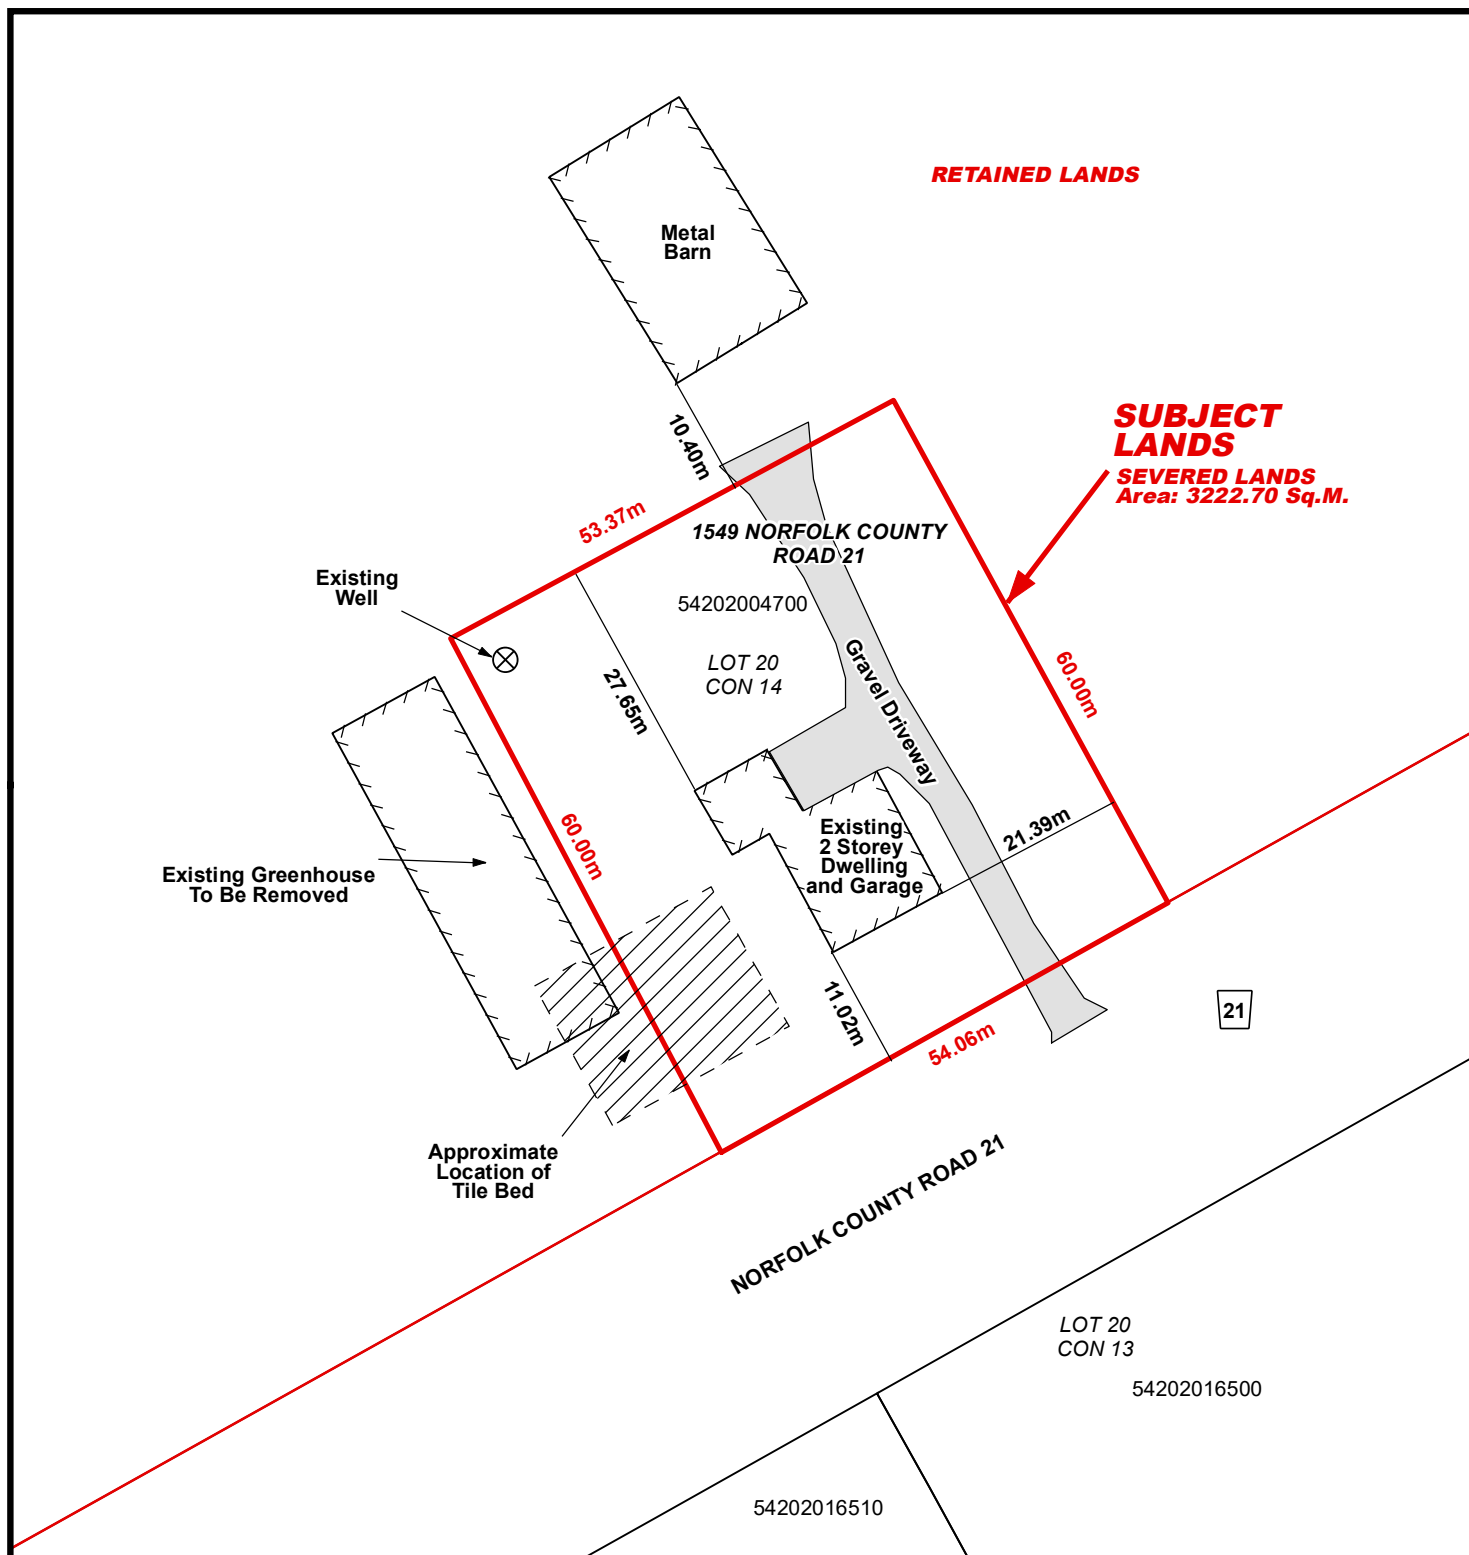 RETAINED LANDS
Metal
Barn
SUBJECT
LANDS
SEVERED LANDS
Area: 3222.70 Sq.M.
10.40m
53.37m
1549 NORFOLK COUNTY
ROAD 21
Existing
Well
54202004700
LOT 20
CON 14
27.65m
Gravel Driveway
60.00m
60.00m
Existing
2 Storey
Dwelling
and Garage
21.39m
Existing Greenhouse
To Be Removed
11.02m
54.06m
21
Approximate
Location of
Tile Bed
NORFOLK COUNTY ROAD 21
LOT 20
CON 13
54202016500
54202016510